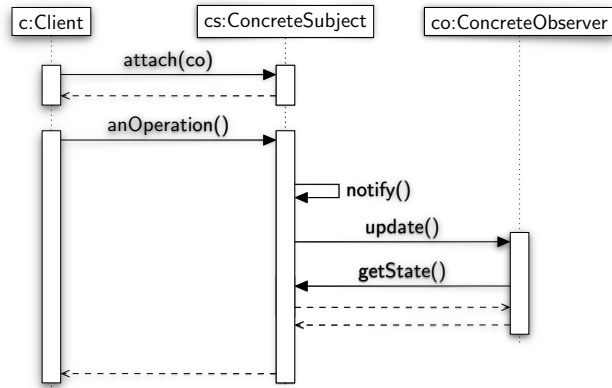 c:Client
cs:ConcreteSubject
co:ConcreteObserver
attach(co)
anOperation()
notify()
update()
getState()